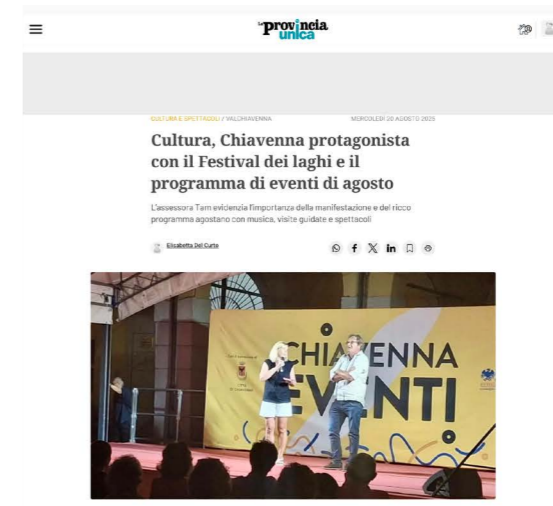 La provincia
unica
CULTURA E SPETTACOLI / VALCHIAVENNA
MERCOLEDÌ 20 AGOSTO 2025
Cultura, Chiavenna protagonista
con il Festival dei laghi e il
programma di eventi di agosto
L'assessora Tam evidenzia l'importanza della manifestazione e del ricco
programma agostano con musica, visite guidate e spettacoli
Elisabetta Del Curto
CHIAVENNA
EVENTI